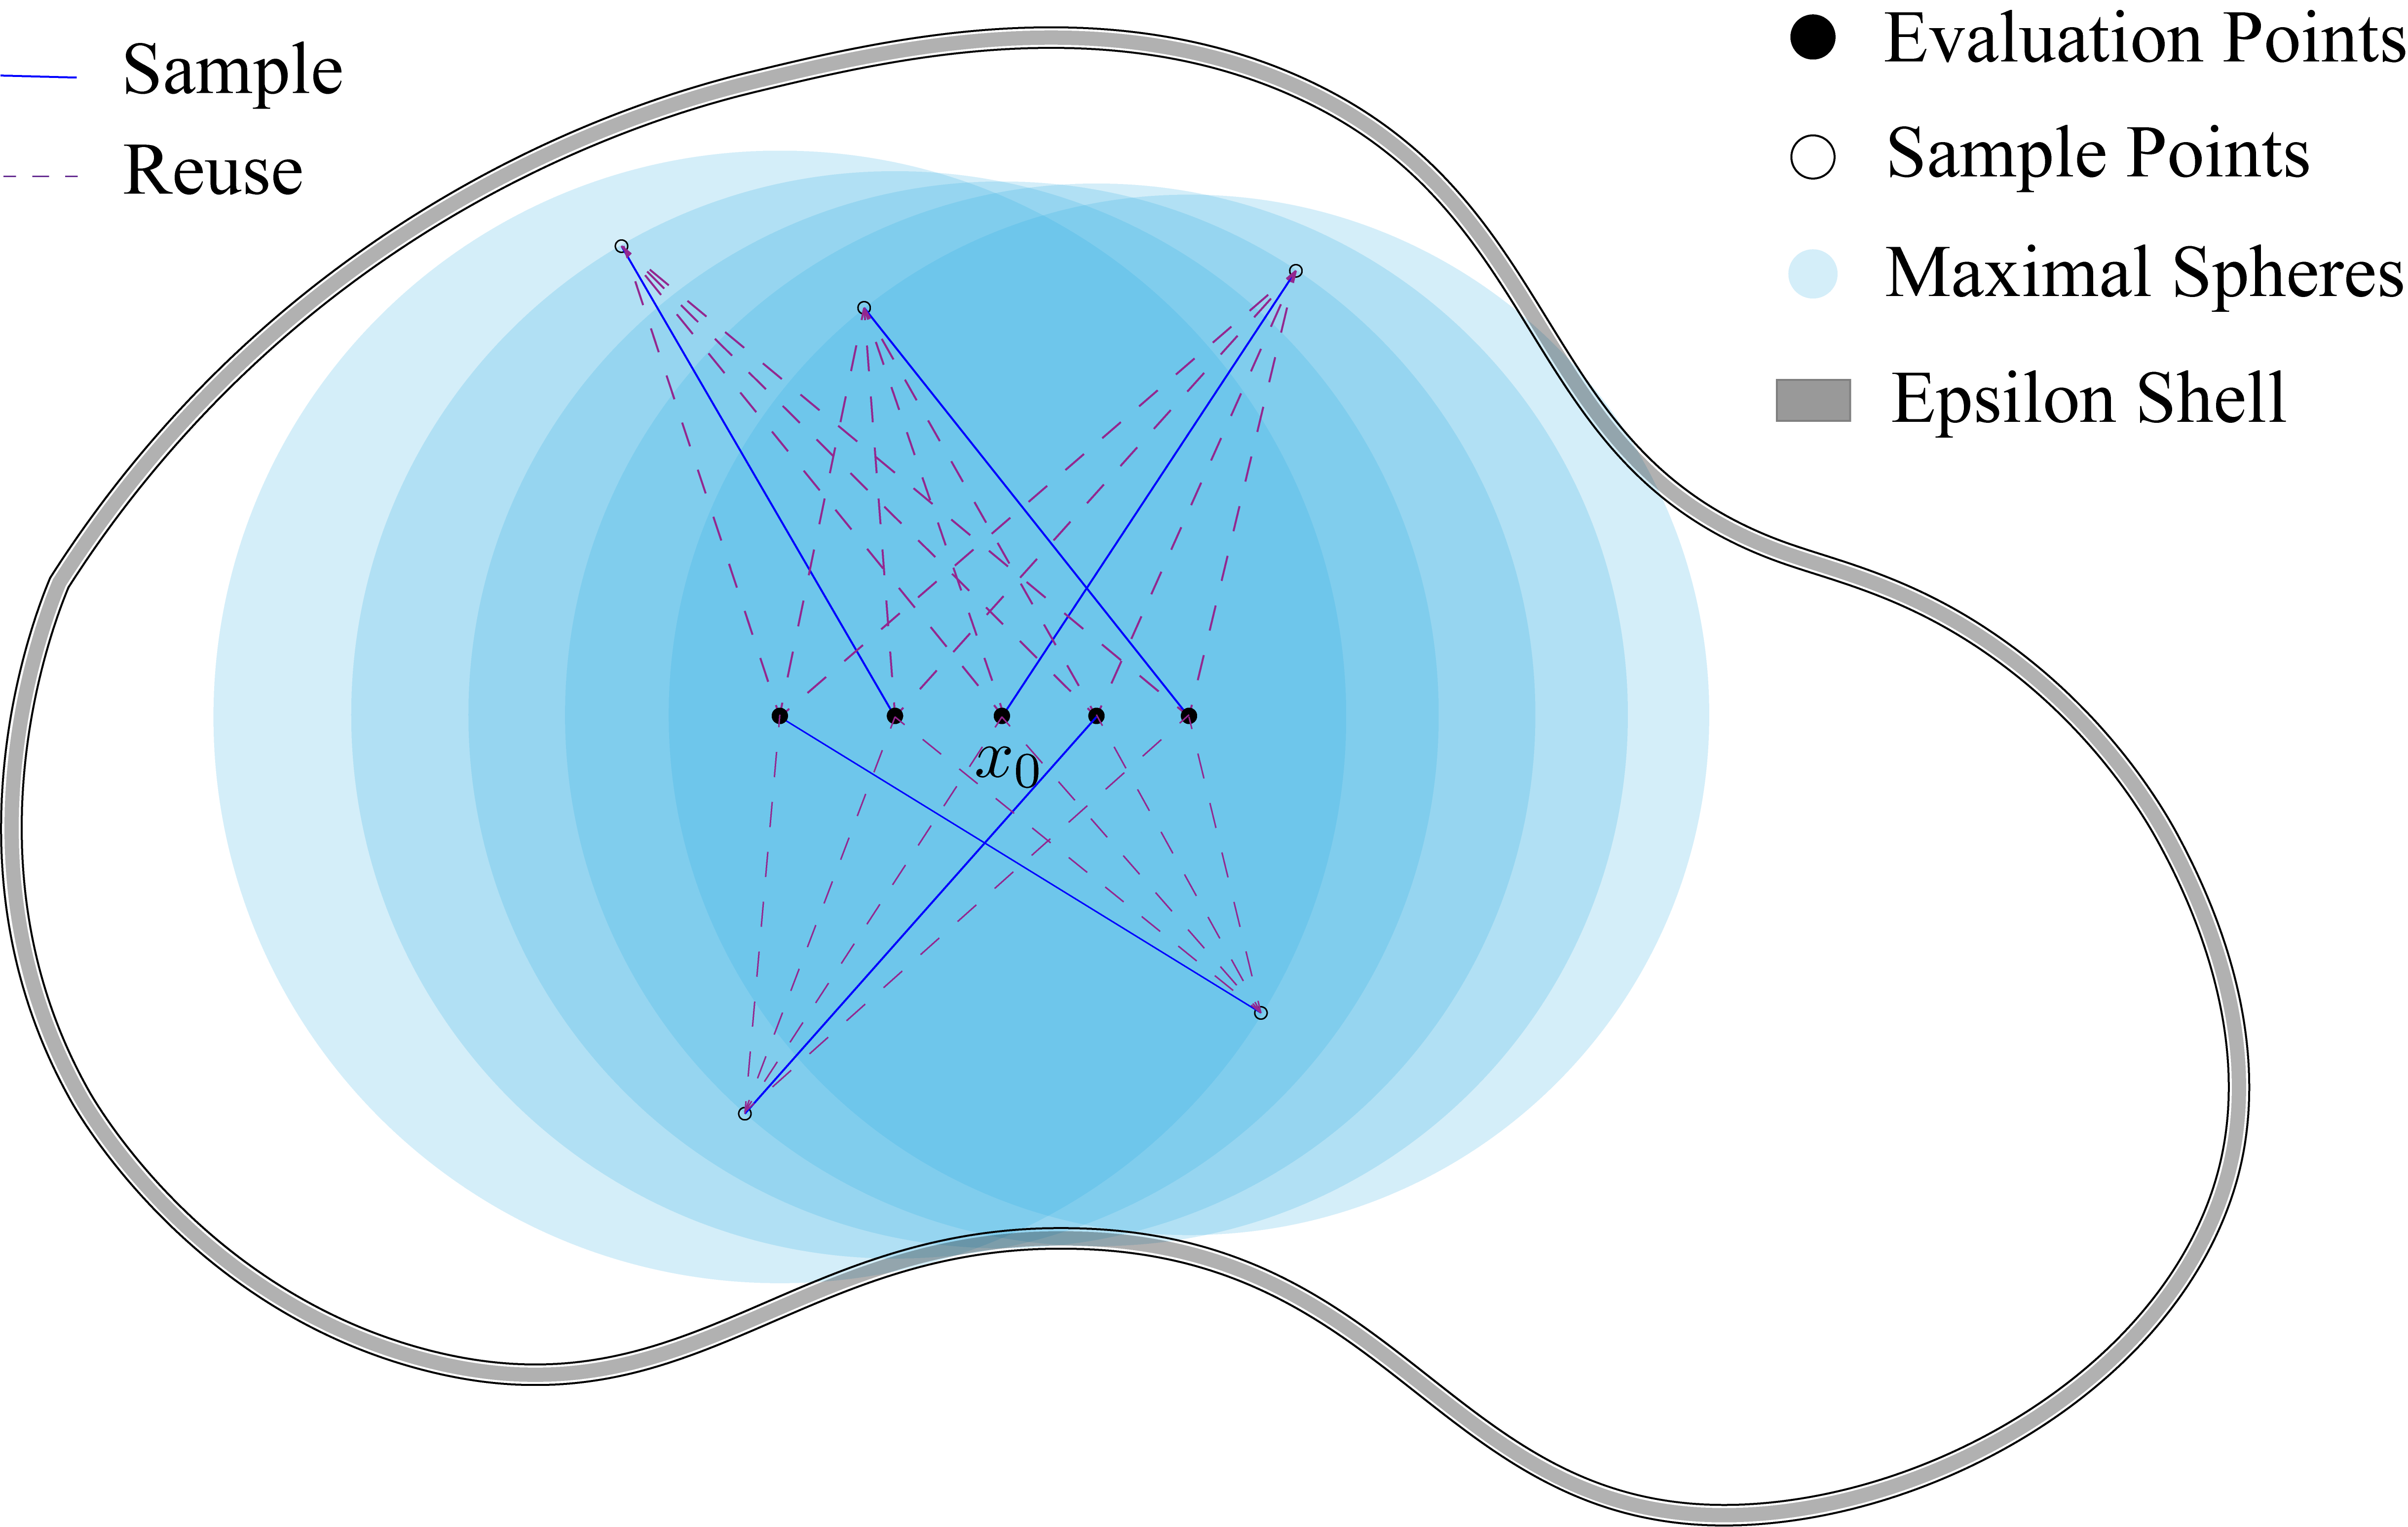 Sample
Reuse
Evaluation Points
Sample Points
Maximal Spheres
Epsilon Shell
x₀